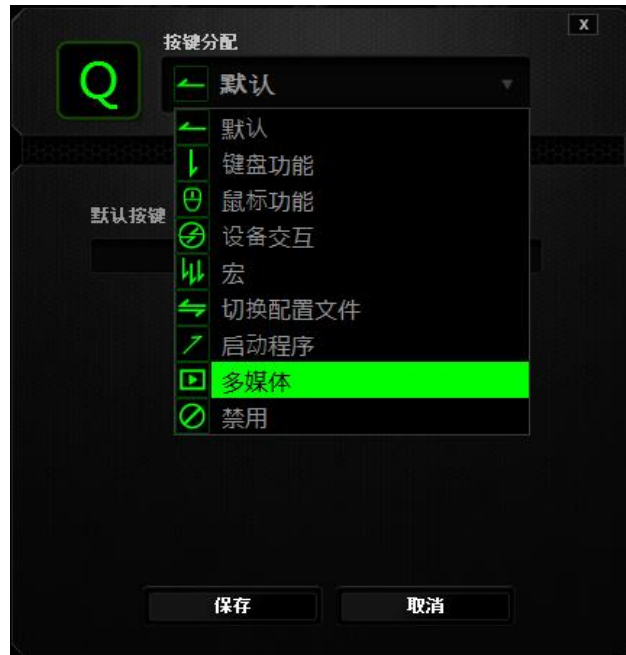 X
按键分配
Q
默认
默认
键盘功能
鼠标功能
默认按键
设备交互
宏
切换配置文件
启动程序
多媒体
禁用
保存
取消